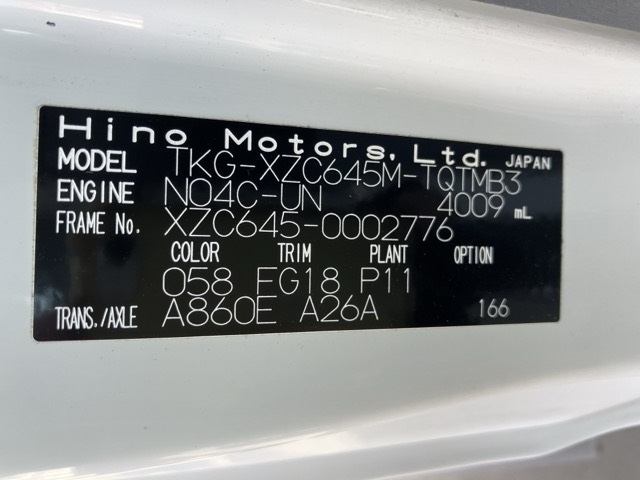 Hino Motors, Ltd. JAPAN
MODEL TKG-XZC645M-TQTMB3
ENGINE N04C-UN 4009 mL
FRAME No. XZC645-0002776
COLOR TRIM PLANT OPTION
058 FG18 P11
TRANS./AXLE A860E A26A 166